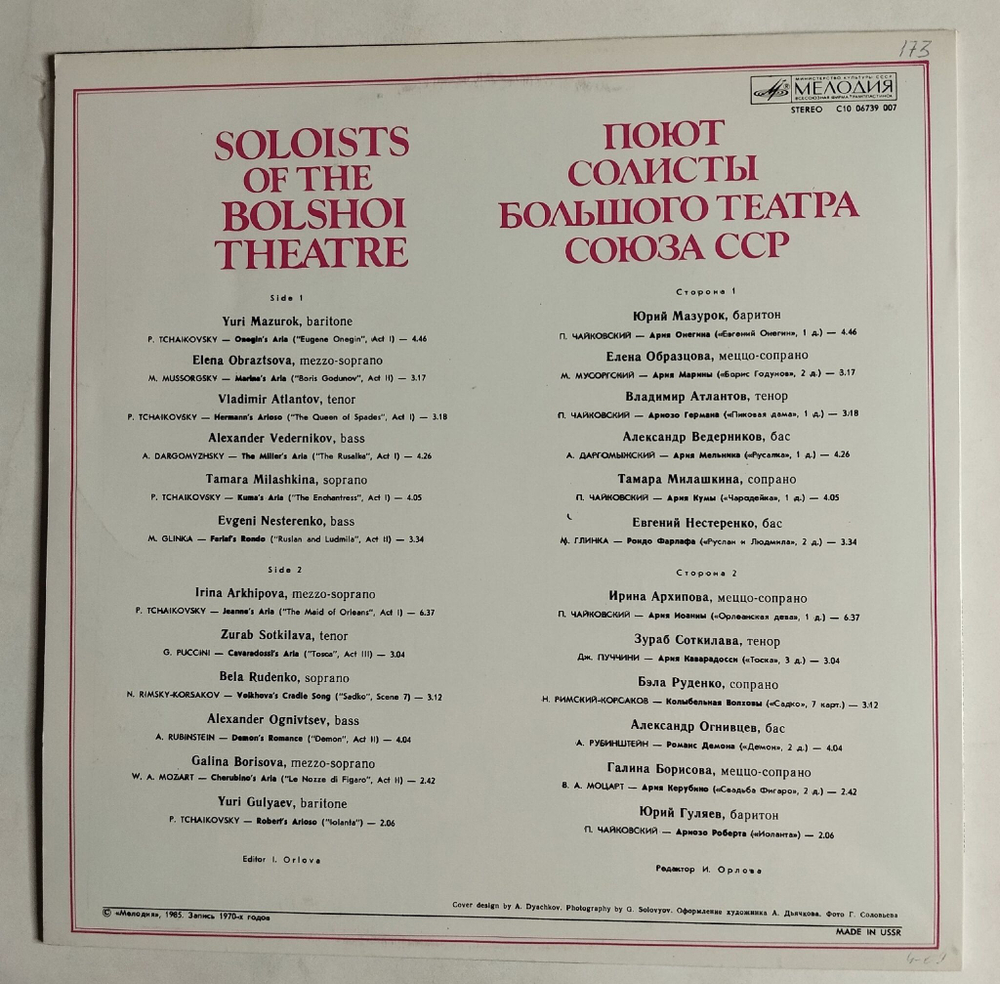 173
МИНИСТЕРСТВО КУЛЬТУРЫ СССР
МЕЛОДИЯ
ВСЕСОЮЗНАЯ ФИРМА ГРАМПЛАСТИНОК
STEREO C10 06739 007
SOLOISTS
OF THE
BOLSHOI
THEATRE
Side 1
Yuri Mazurok, baritone
P. TCHAIKOVSKY — Onegin's Aria ("Eugene Onegin", Act I) — 4.46
Elena Obraztsova, mezzo-soprano
M. MUSSORGSKY — Marina's Aria ("Boris Godunov", Act II) — 3.17
Vladimir Atlantov, tenor
P. TCHAIKOVSKY — Hermann's Arioso ("The Queen of Spades", Act I) — 3.18
Alexander Vedernikov, bass
A. DARGOMYZHSKY — The Miller's Aria ("The Rusalka", Act I) — 4.26
Tamara Milashkina, soprano
P. TCHAIKOVSKY — Kuma's Aria ("The Enchantress", Act I) — 4.05
Evgeni Nesterenko, bass
M. GLINKA — Farlaf's Rondo ("Ruslan and Ludmila", Act II) — 3.34
Side 2
Irina Arkhipova, mezzo-soprano
P. TCHAIKOVSKY — Jeanne's Aria ("The Maid of Orleans", Act I) — 6.37
Zurab Sotkilava, tenor
G. PUCCINI — Cavaradossi's Aria ("Tosca", Act III) — 3.04
Bela Rudenko, soprano
N. RIMSKY-KORSAKOV — Volkhova's Cradle Song ("Sadko", Scene 7) — 3.12
Alexander Ognivtsev, bass
A. RUBINSTEIN — Demon's Romance ("Demon", Act II) — 4.04
Galina Borisova, mezzo-soprano
W. A. MOZART — Cherubino's Aria ("Le Nozze di Figaro", Act II) — 2.42
Yuri Gulyaev, baritone
P. TCHAIKOVSKY — Robert's Arioso ("Iolanta") — 2.06
Editor I. Orlova
ПОЮТ
СОЛИСТЫ
БОЛЬШОГО ТЕАТРА
СОЮЗА ССР
Сторона 1
Юрий Мазурок, баритон
П. ЧАЙКОВСКИЙ — Ария Онегина («Евгений Онегин», 1 д.) — 4.46
Елена Образцова, меццо-сопрано
М. МУСОРГСКИЙ — Ария Марины («Борис Годунов», 2 д.) — 3.17
Владимир Атлантов, тенор
П. ЧАЙКОВСКИЙ — Ариозо Германа («Пиковая дама», 1 д.) — 3.18
Александр Ведерников, бас
А. ДАРГОМЫЖСКИЙ — Ария Мельника («Русалка», 1 д.) — 4.26
Тамара Милашкина, сопрано
П. ЧАЙКОВСКИЙ — Ария Кумы («Чародейка», 1 д.) — 4.05
Евгений Нестеренко, бас
М. ГЛИНКА — Рондо Фарлафа («Руслан и Людмила», 2 д.) — 3.34
Сторона 2
Ирина Архипова, меццо-сопрано
П. ЧАЙКОВСКИЙ — Ария Иоанны («Орлеанская дева», 1 д.) — 6.37
Зураб Соткилава, тенор
Дж. ПУЧЧИНИ — Ария Каварадосси («Тоска», 3 д.) — 3.04
Бэла Руденко, сопрано
Н. РИМСКИЙ-КОРСАКОВ — Колыбельная Волховы («Садко», 7 карт.) — 3.12
Александр Огнивцев, бас
А. РУБИНШТЕЙН — Романс Демона («Демон», 2 д.) — 4.04
Галина Борисова, меццо-сопрано
В. А. МОЦАРТ — Ария Керубино («Свадьба Фигаро», 2 д.) — 2.42
Юрий Гуляев, баритон
П. ЧАЙКОВСКИЙ — Ариозо Роберта («Иоланта») — 2.06
Редактор И. Орлова
© «Мелодия», 1985. Запись 1970-х годов
Cover design by A. Dyachkov. Photography by G. Solovyov. Оформление художника А. Дьячкова. Фото Г. Соловьева
MADE IN USSR